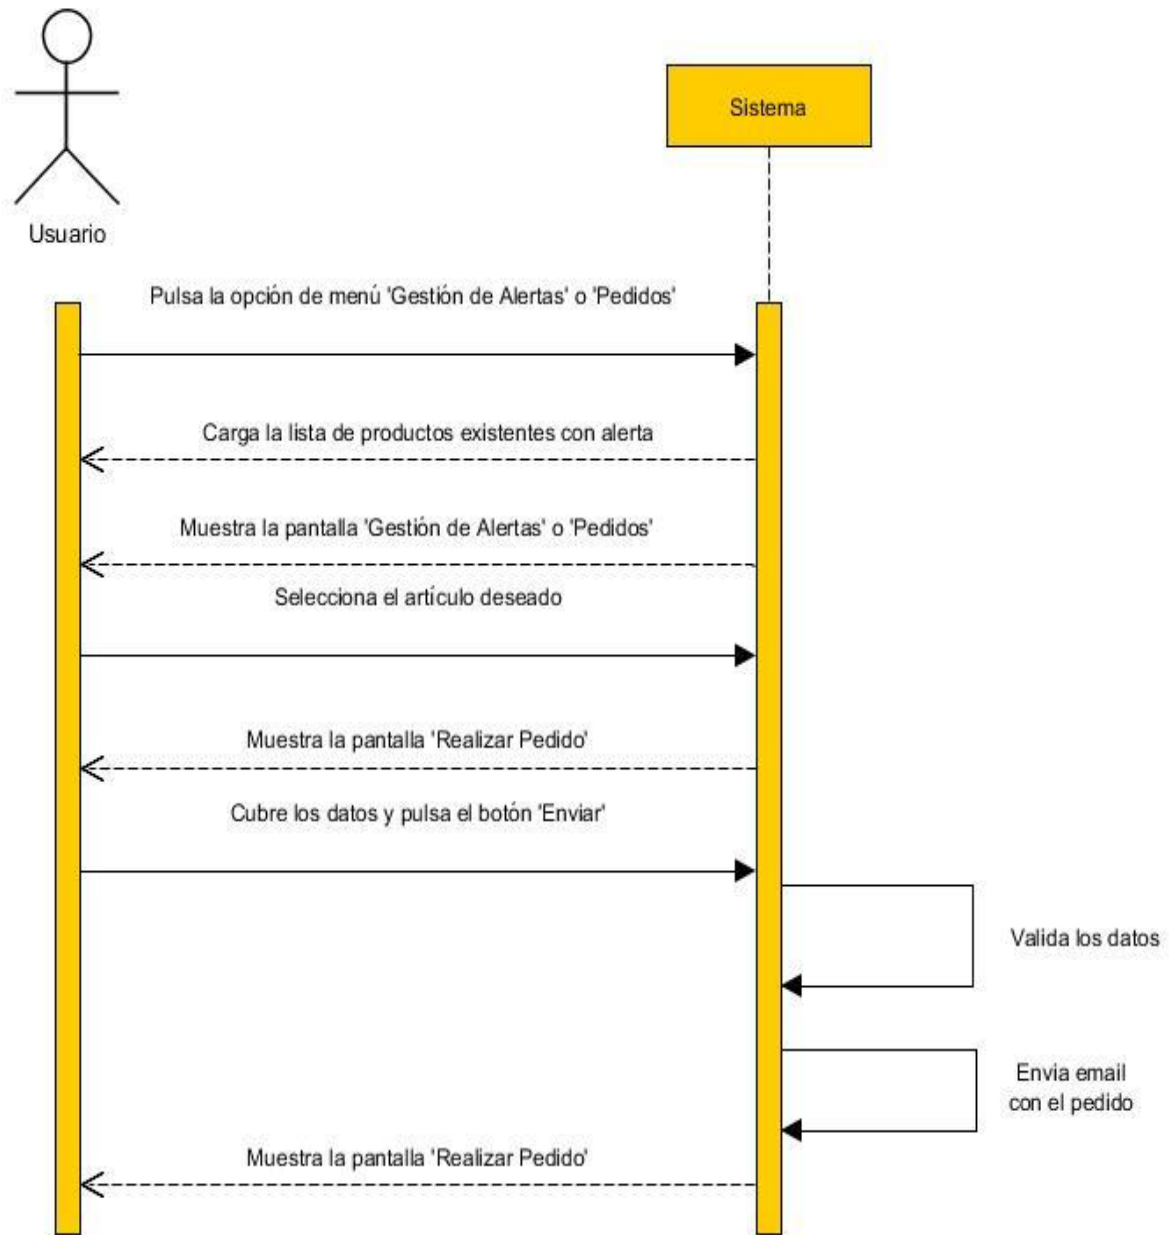 Sistema
Usuario
Pulsa la opción de menú 'Gestión de Alertas' o 'Pedidos'
Carga la lista de productos existentes con alerta
Muestra la pantalla 'Gestión de Alertas' o 'Pedidos'
Selecciona el artículo deseado
Muestra la pantalla 'Realizar Pedido'
Cubre los datos y pulsa el botón 'Enviar'
Valida los datos
Envia email
con el pedido
Muestra la pantalla 'Realizar Pedido'